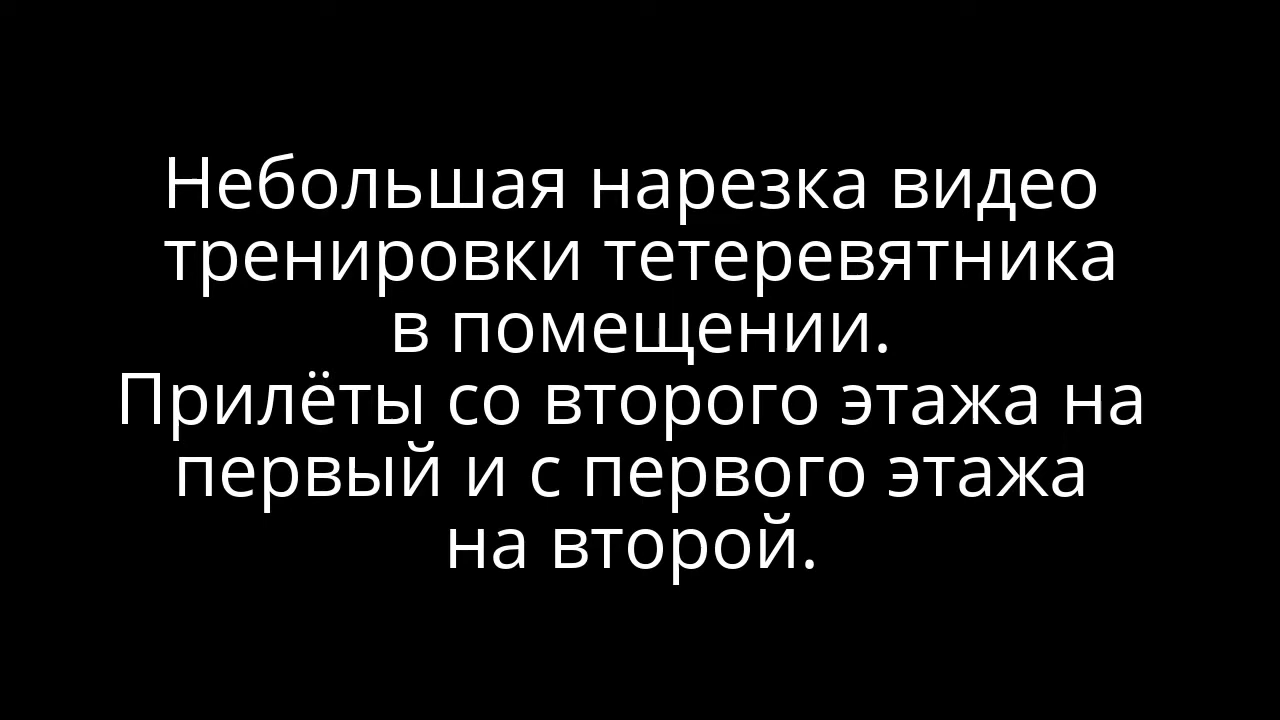 Небольшая нарезка видео
тренировки тетеревятника
в помещении.
Прилёты со второго этажа на
первый и с первого этажа
на второй.